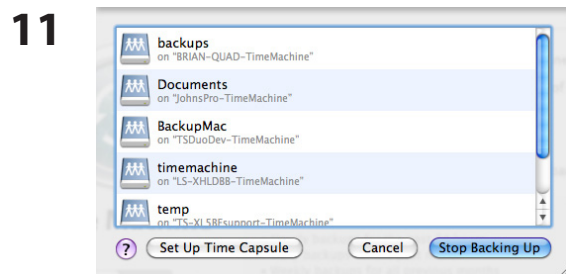 11
backups
on "BRIAN-QUAD-TimeMachine"
Documents
on "JohnsPro-TimeMachine"
BackupMac
on "TSDuoDev-TimeMachine"
timemachine
on "LS-XHLDBB-TimeMachine"
temp
on "TS-XL5BFsupport-TimeMachine"
? Set Up Time Capsule Cancel Stop Backing Up